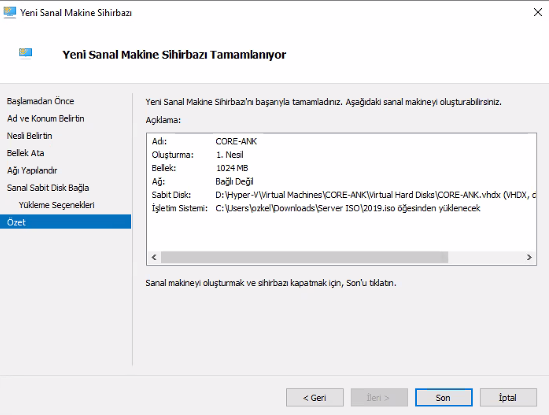 Yeni Sanal Makine Sihirbazı
Yeni Sanal Makine Sihirbazı Tamamlanıyor
Başlamadan Önce
Ad ve Konum Belirtin
Nesli Belirtin
Bellek Ata
Ağı Yapılandır
Sanal Sabit Disk Bağla
Yükleme Seçenekleri
Özet
Yeni Sanal Makine Sihirbazı'nı başarıyla tamamladınız. Aşağıdaki sanal makineyi oluşturabilirsiniz.
Açıklama:
Adı: CORE-ANK
Oluşturma: 1. Nesil
Bellek: 1024 MB
Ağ: Bağlı Değil
Sabit Disk: D:\Hyper-V\Virtual Machines\CORE-ANK\Virtual Hard Disks\CORE-ANK.vhdx (VHDX, d
İşletim Sistemi: C:\Users\ozkel\Downloads\Server ISO\2019.iso öğesinden yüklenecek
Sanal makineyi oluşturmak ve sihirbazı kapatmak için, Son'u tıklatın.
< Geri
İleri >
Son
İptal